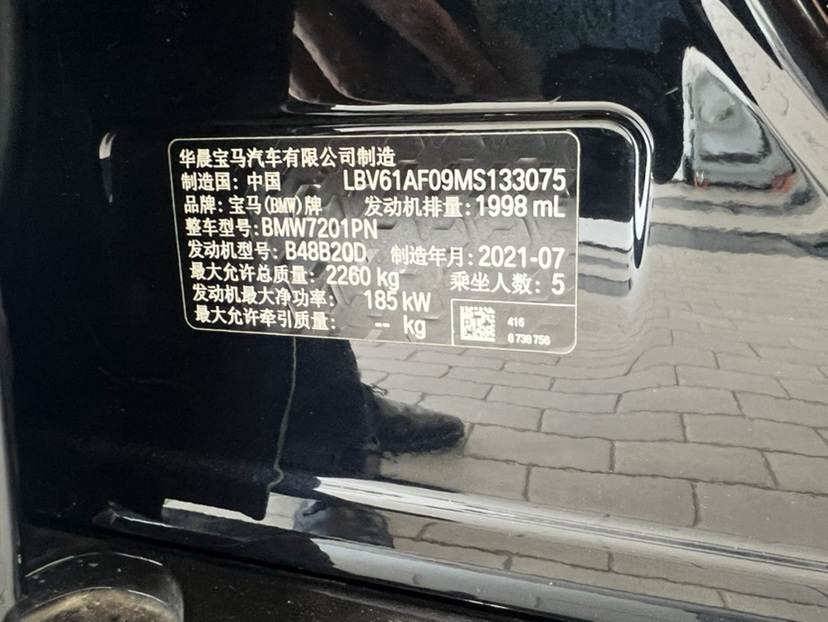 华晨宝马汽车有限公司制造
制造国: 中国 LBV61AF09MS133075
品牌: 宝马(BMW)牌 发动机排量: 1998 mL
整车型号: BMW7201PN
发动机型号: B48B20D 制造年月: 2021-07
最大允许总质量: 2260 kg 乘坐人数: 5
发动机最大净功率: 185 kW
最大允许牵引质量: -- kg
416
8 738 756